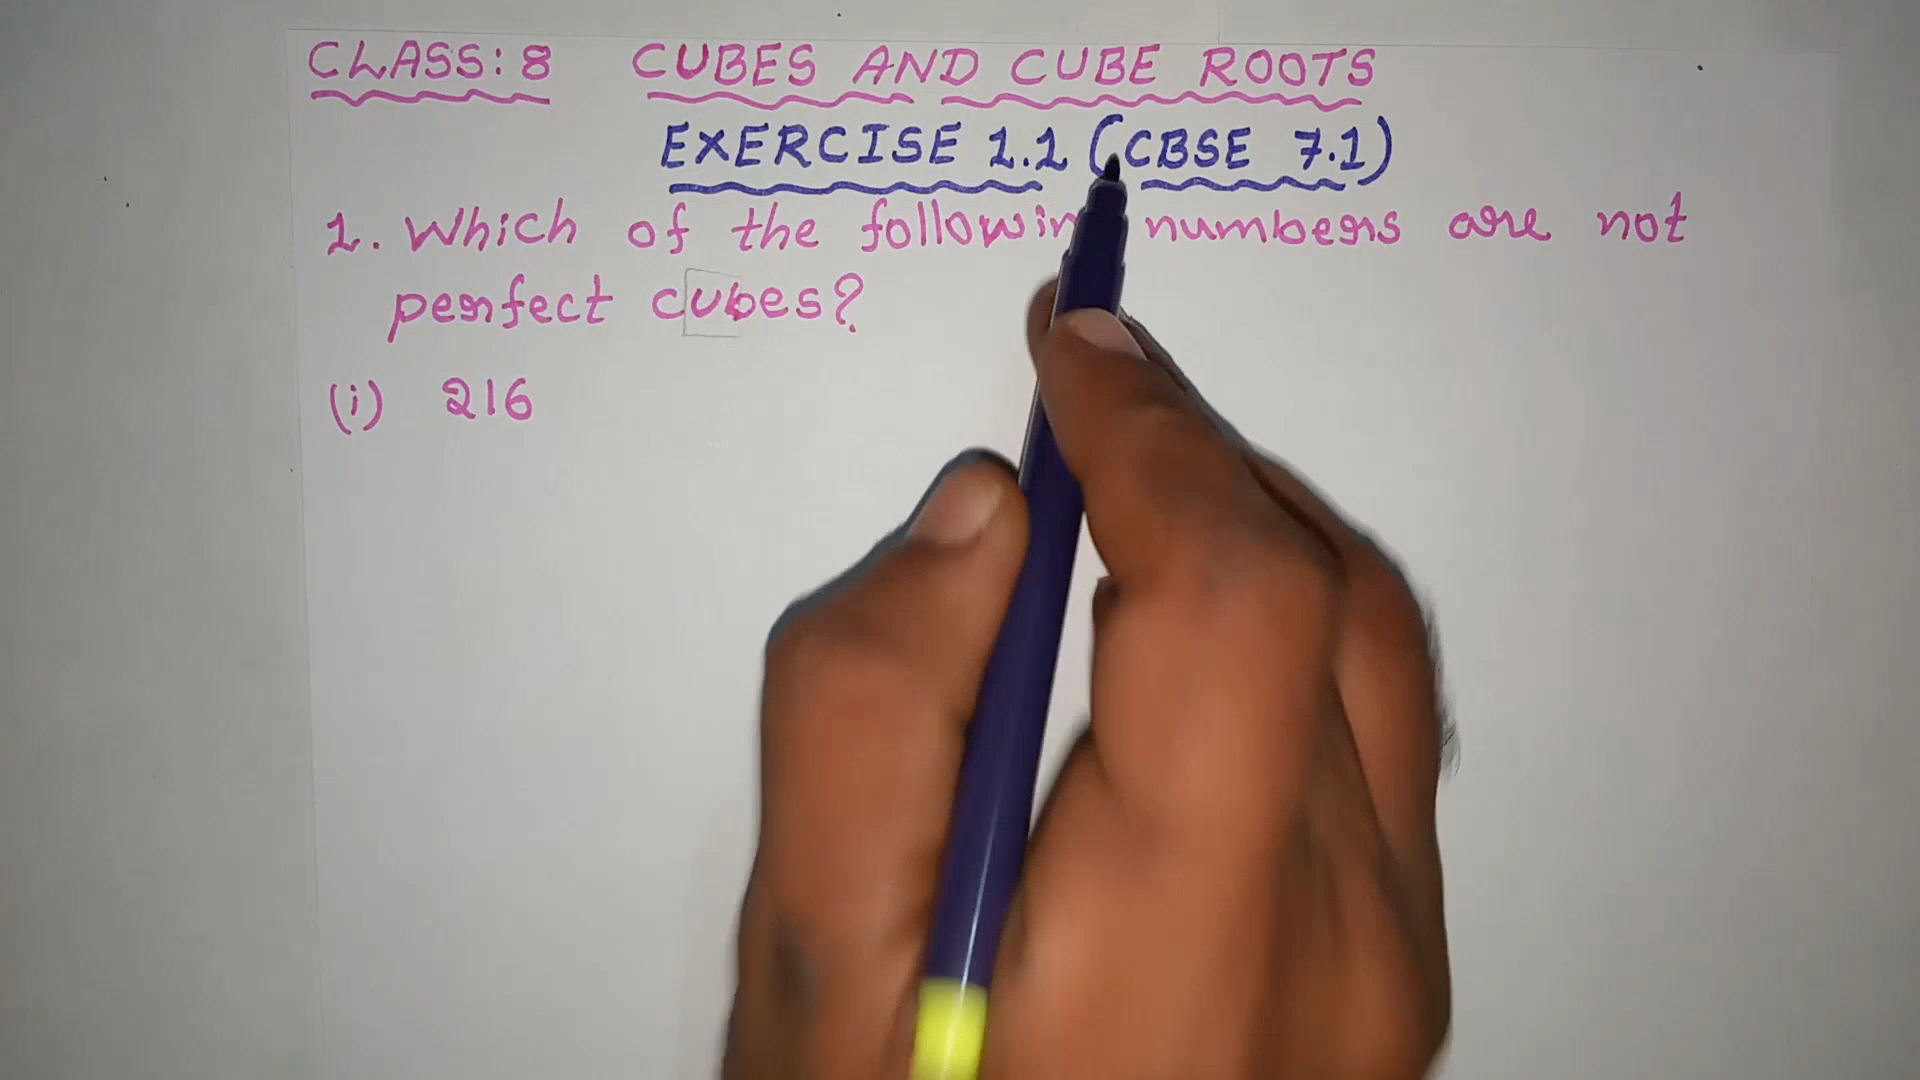 CLASS: 8 CUBES AND CUBE ROOTS
EXERCISE 1.1 (CBSE 7.1)
1. Which of the numbers are not
perfect cubes?
(i) 216